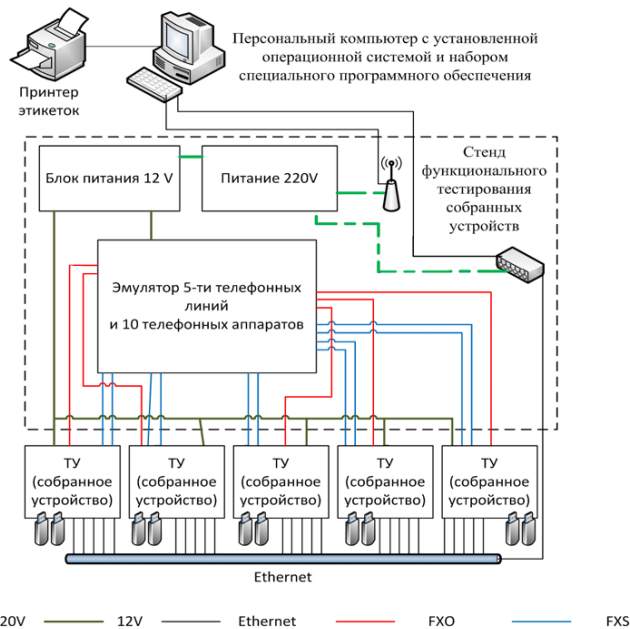 Персональный компьютер с установленной
операционной системой и набором
специального программного обеспечения
Принтер
этикеток
Стенд
функционального
тестирования
собранных
устройств
Блок питания 12 V
Питание 220V
Эмулятор 5-ти телефонных
линий
и 10 телефонных аппаратов
ТУ
(собранное
устройство)
ТУ
(собранное
устройство)
ТУ
(собранное
устройство)
ТУ
(собранное
устройство)
ТУ
(собранное
устройство)
Ethernet
20V 12V Ethernet FXO FXS